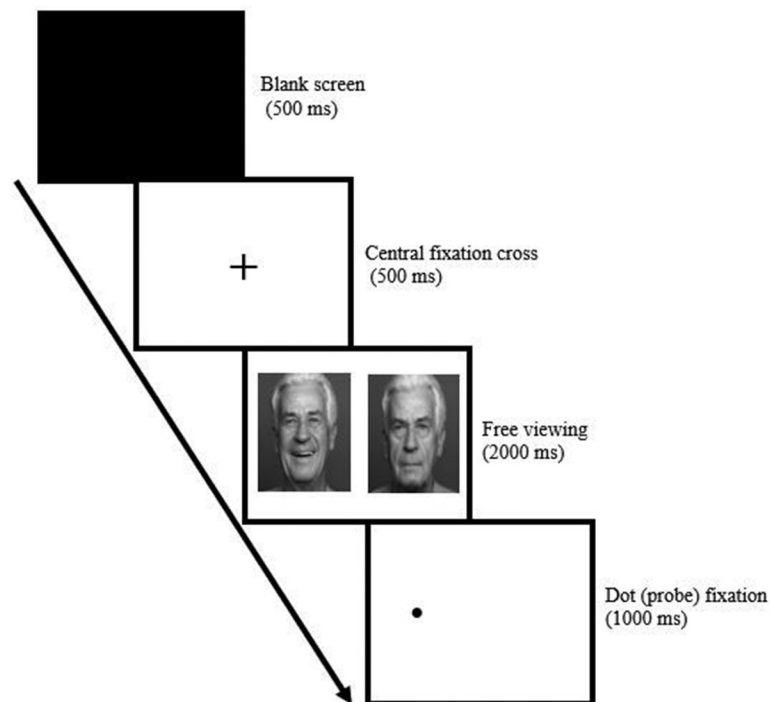 Blank screen
(500 ms)
Central fixation cross
(500 ms)
Free viewing
(2000 ms)
Dot (probe) fixation
(1000 ms)